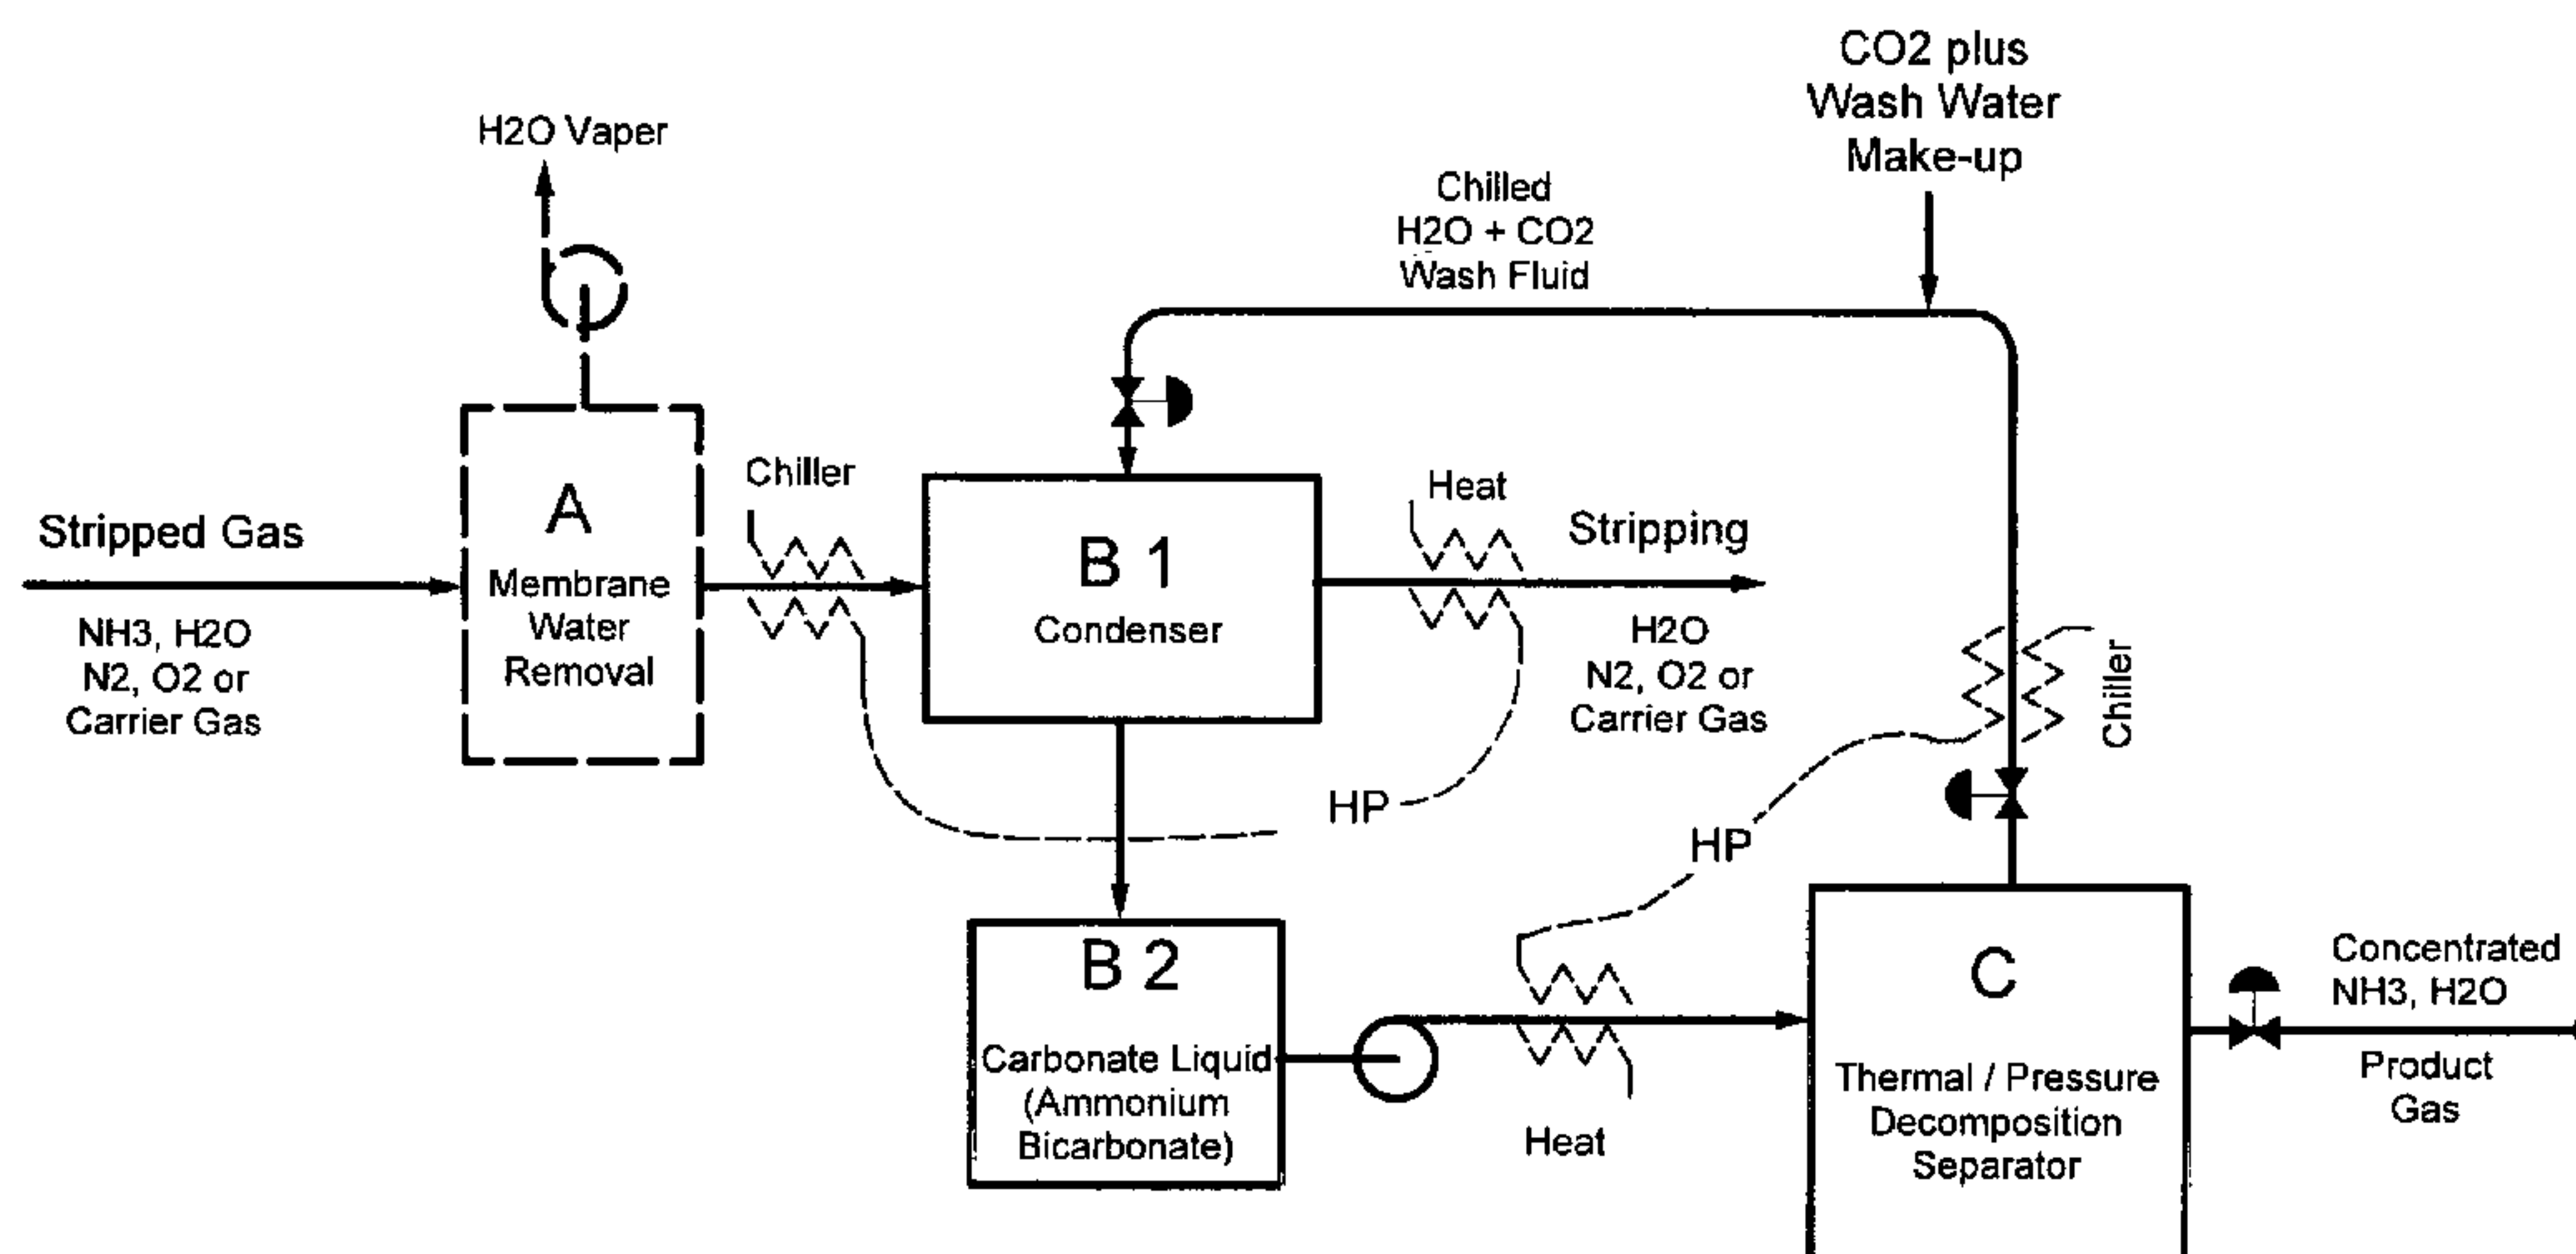 CO2 plus
Wash Water
Make-up
H2O Vaper
Chilled
H2O + CO2
Wash Fluid
Stripped Gas
NH3, H2O
N2, O2 or
Carrier Gas
A
Membrane
Water
Removal
Chiller
B 1
Condenser
Heat
Stripping
H2O
N2, O2 or
Carrier Gas
Chiller
HP
HP
B 2
Carbonate Liquid
(Ammonium
Bicarbonate)
Heat
C
Thermal / Pressure
Decomposition
Separator
Concentrated
NH3, H2O
Product
Gas